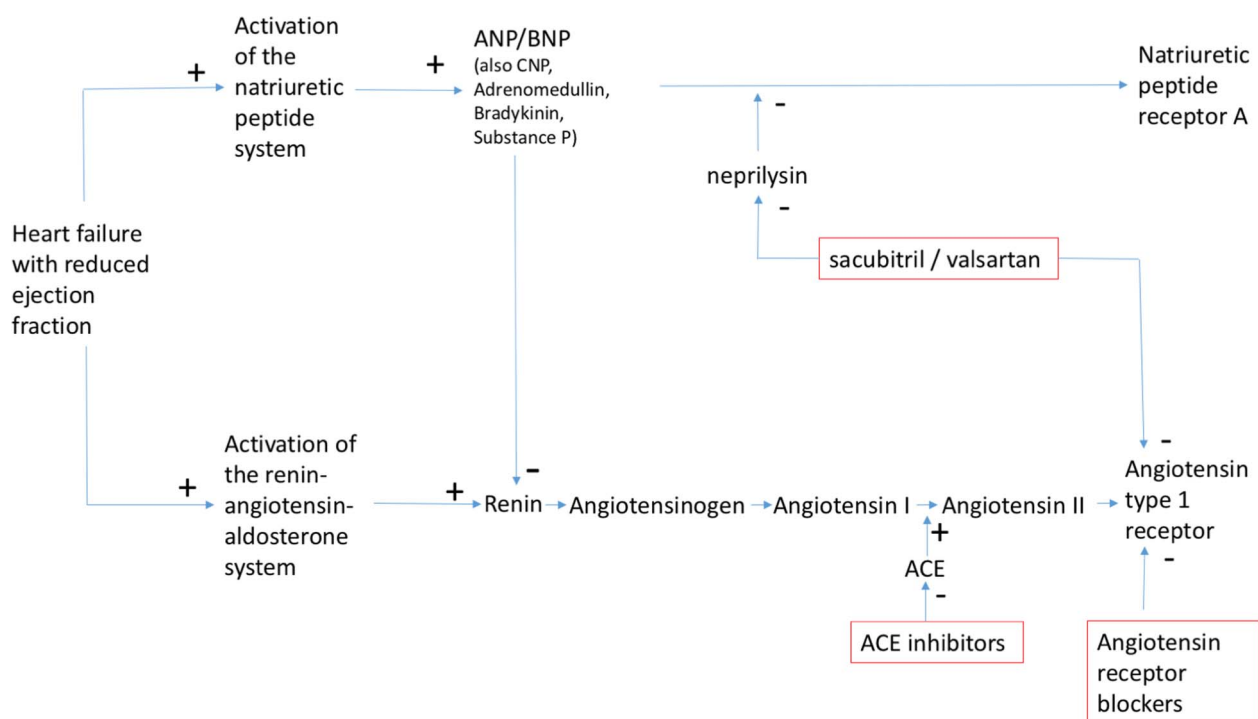 Activation
of the
natriuretic
peptide
system
+
+
ANP/BNP
(also CNP,
Adrenomedullin,
Bradykinin,
Substance P)
-
Natriuretic
peptide
receptor A
neprilysin
-
sacubitril / valsartan
Heart failure
with reduced
ejection
fraction
+
Activation of
the renin-
angiotensin-
aldosterone
system
+
-
Renin
Angiotensinogen
Angiotensin I
Angiotensin II
-
Angiotensin
type 1
receptor
+
ACE
-
ACE inhibitors
-
Angiotensin
receptor
blockers